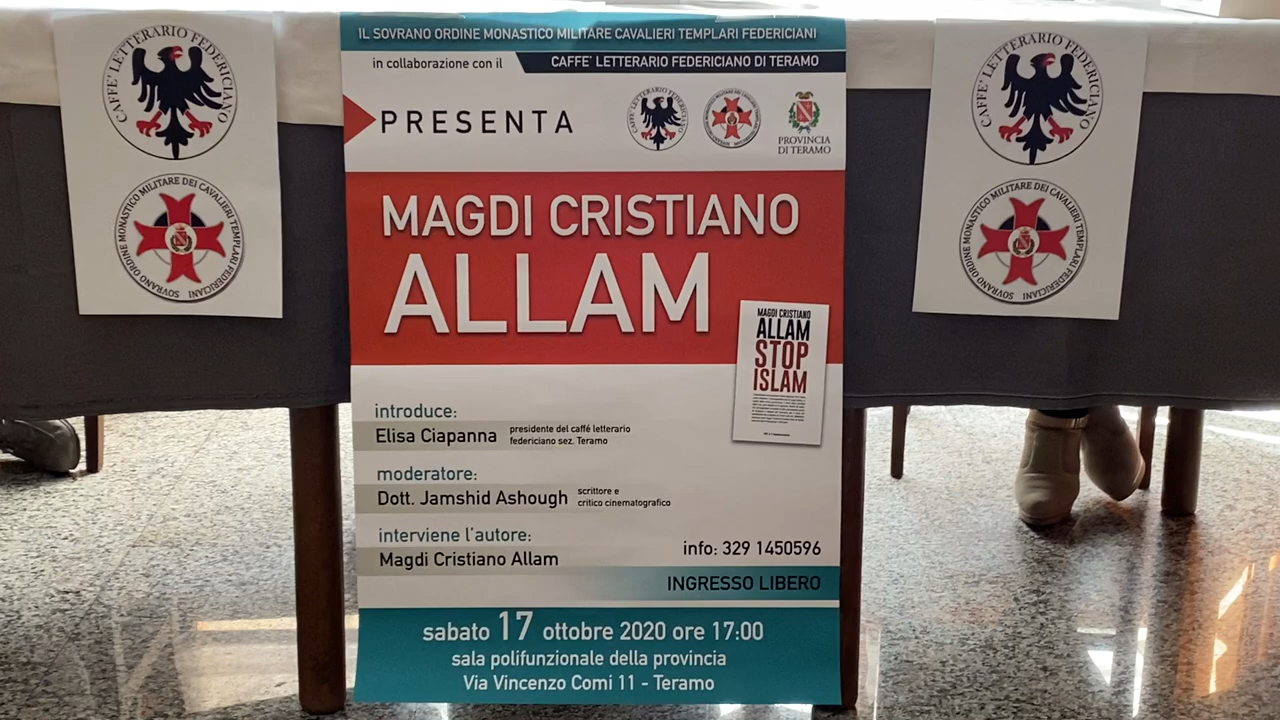 CAFFE' LETTERARIO FEDERICIANO
SOVRANO ORDINE MONASTICO MILITARE DEI CAVALIERI TEMPLARI FEDERICIANI
IL SOVRANO ORDINE MONASTICO MILITARE CAVALIERI TEMPLARI FEDERICIANI
in collaborazione con il CAFFE' LETTERARIO FEDERICIANO DI TERAMO
PRESENTA
PROVINCIA
DI TERAMO
MAGDI CRISTIANO
ALLAM
MAGDI CRISTIANO
ALLAM
STOP
ISLAM
introduce:
Elisa Ciapanna presidente del caffé letterario
federiciano sez. Teramo
moderatore:
Dott. Jamshid Ashough scrittore e
critico cinematografico
interviene l'autore:
Magdi Cristiano Allam
info: 329 1450596
INGRESSO LIBERO
sabato 17 ottobre 2020 ore 17:00
sala polifunzionale della provincia
Via Vincenzo Comi 11 - Teramo
CAFFE' LETTERARIO FEDERICIANO
SOVRANO ORDINE MONASTICO MILITARE DEI CAVALIERI TEMPLARI FEDERICIANI